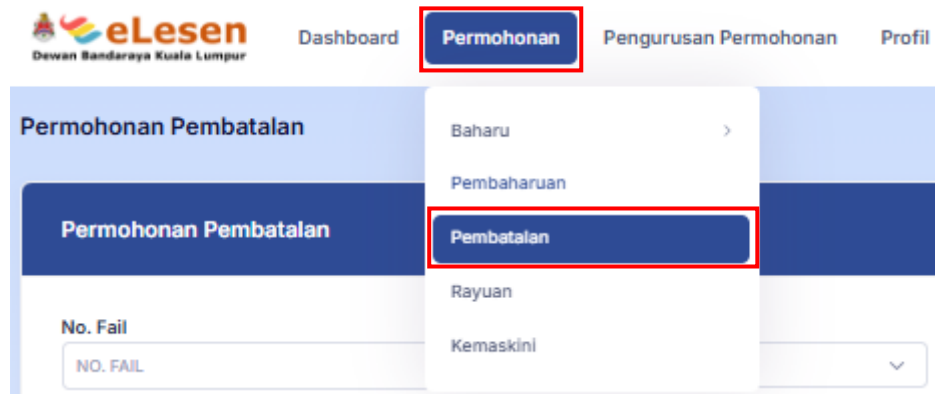 eLesen
Dewan Bandaraya Kuala Lumpur
Dashboard Permohonan Pengurusan Permohonan Profil
Permohonan Pembatalan
Permohonan Pembatalan
No. Fail
NO. FAIL
Baharu
Pembaharuan
Pembatalan
Rayuan
Kemaskini